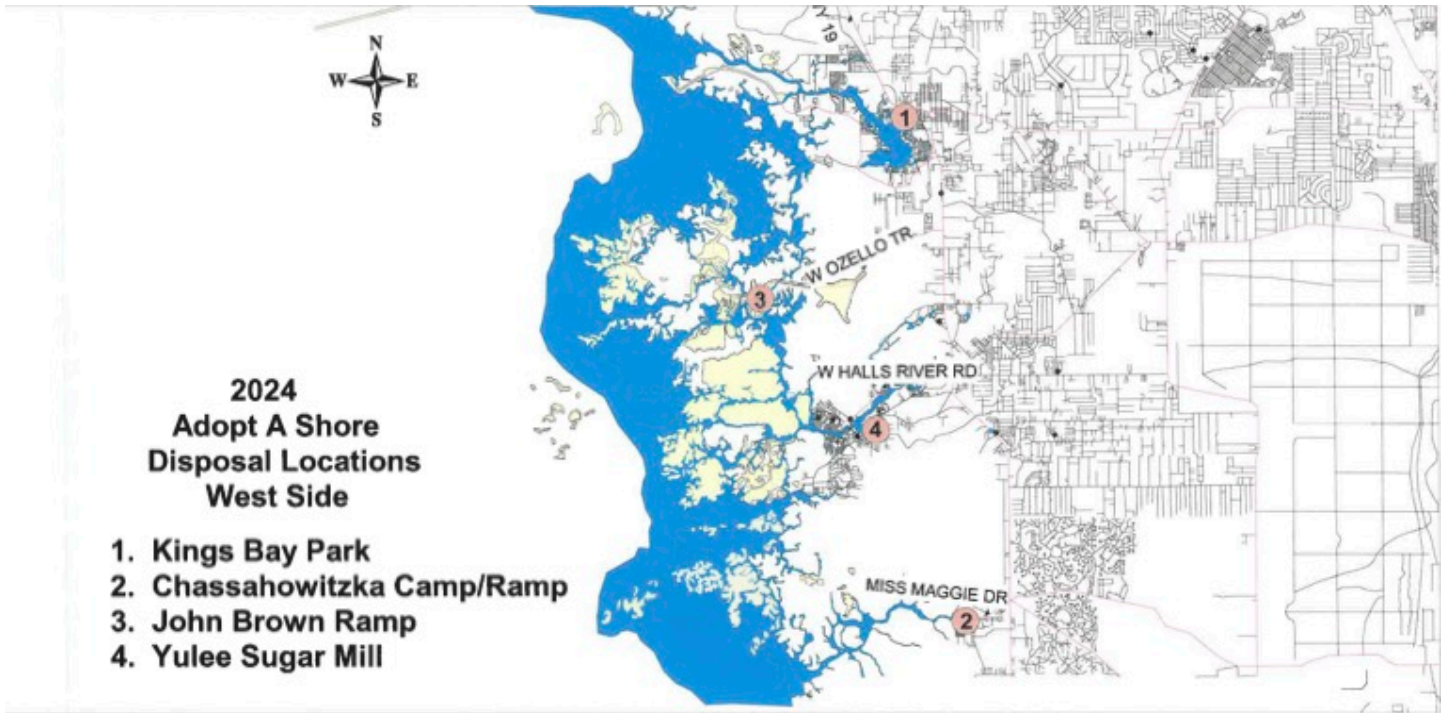 N
W E
S
Y 19
1
W OZELLO TR
3
W HALLS RIVER RD
4
MISS MAGGIE DR
2
2024
Adopt A Shore
Disposal Locations
West Side
1. Kings Bay Park
2. Chassahowitzka Camp/Ramp
3. John Brown Ramp
4. Yulee Sugar Mill